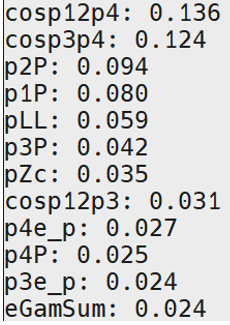 cosp12p4: 0.136
cosp3p4: 0.124
p2P: 0.094
p1P: 0.080
pLL: 0.059
p3P: 0.042
pZc: 0.035
cosp12p3: 0.031
p4e_p: 0.027
p4P: 0.025
p3e_p: 0.024
eGamSum: 0.024